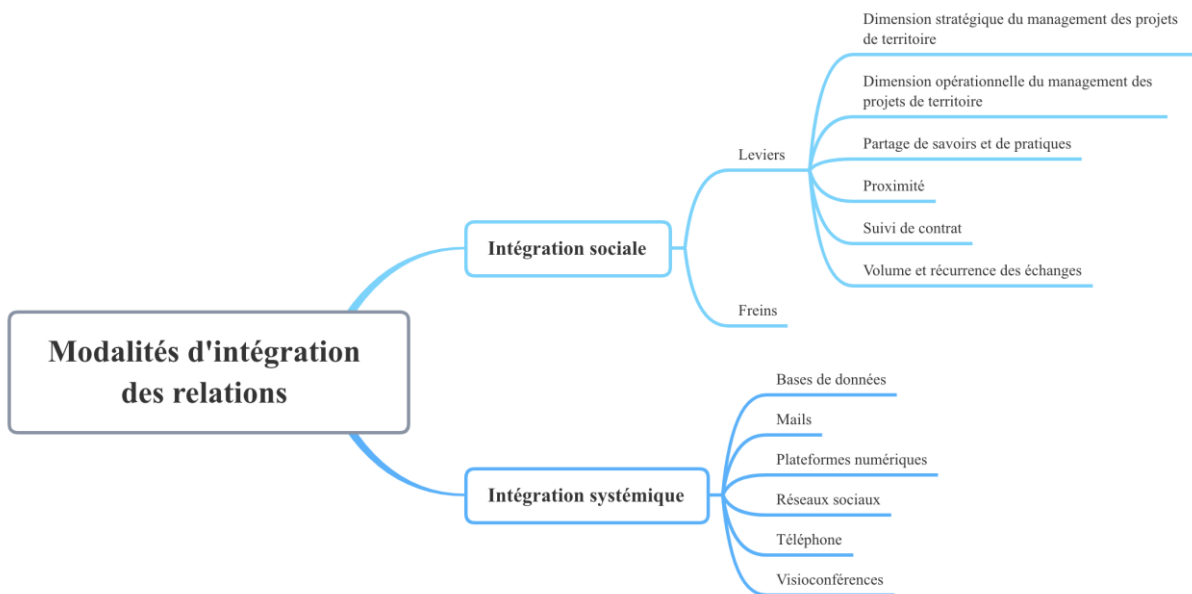 Modalités d'intégration
des relations
Intégration sociale
Leviers
Dimension stratégique du management des projets
de territoire
Dimension opérationnelle du management des
projets de territoire
Partage de savoirs et de pratiques
Proximité
Suivi de contrat
Volume et récurrence des échanges
Freins
Intégration systémique
Bases de données
Mails
Plateformes numériques
Réseaux sociaux
Téléphone
Visioconférences